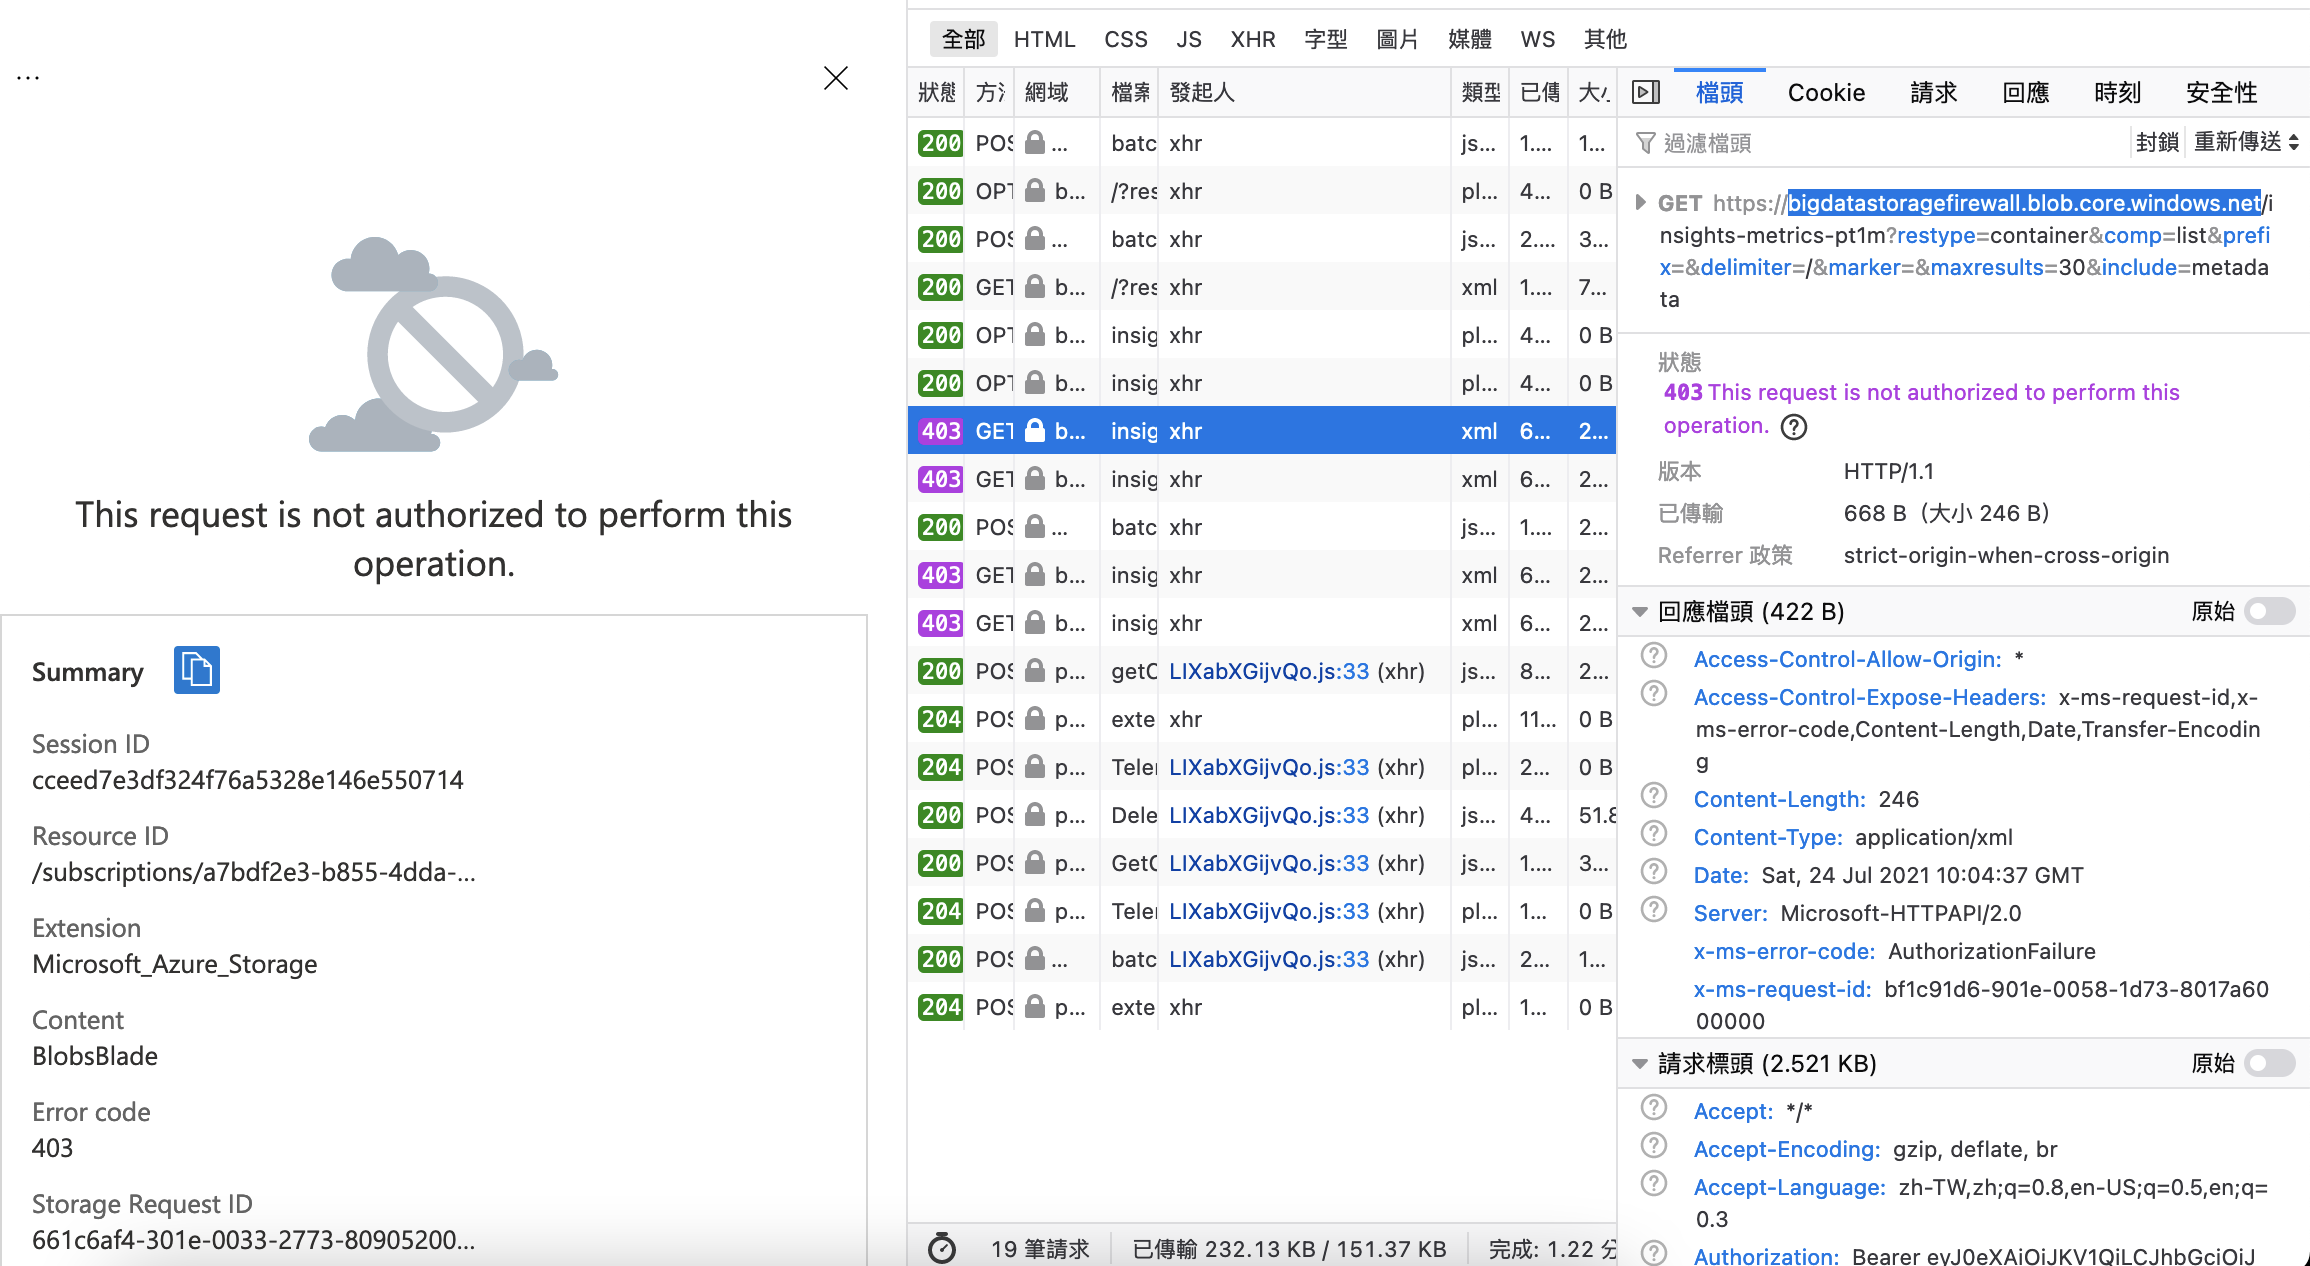 ...
This request is not authorized to perform this
operation.
Summary
Session ID
cceed7e3df324f76a5328e146e550714
Resource ID
/subscriptions/a7bdf2e3-b855-4dda-...
Extension
Microsoft_Azure_Storage
Content
BlobsBlade
Error code
403
Storage Request ID
661c6af4-301e-0033-2773-80905200...
全部 HTML CSS JS XHR 字型 圖片 媒體 WS 其他
狀態 方 網域 檔案 發起人 類型 已傳 大小
200 POS ... batc xhr js... 1.... 1...
200 OPT b... /?res xhr pl... 4... 0 B
200 POS ... batc xhr js... 2.... 3...
200 GET b... /?res xhr xml 1.... 7...
200 OPT b... insig xhr pl... 4... 0 B
200 OPT b... insig xhr pl... 4... 0 B
403 GET b... insig xhr xml 6... 2...
403 GET b... insig xhr xml 6... 2...
200 POS ... batc xhr js... 1.... 2...
403 GET b... insig xhr xml 6... 2...
403 GET b... insig xhr xml 6... 2...
200 POS p... getC LIXabXGijvQo.js:33 (xhr) js... 8... 2...
204 POS p... exte xhr pl... 11... 0 B
204 POS p... Teler LIXabXGijvQo.js:33 (xhr) pl... 2... 0 B
200 POS p... Dele LIXabXGijvQo.js:33 (xhr) js... 4... 51.8
200 POS p... GetC LIXabXGijvQo.js:33 (xhr) js... 1.... 3...
204 POS p... Teler LIXabXGijvQo.js:33 (xhr) pl... 1... 0 B
200 POS ... batc LIXabXGijvQo.js:33 (xhr) js... 2... 1...
204 POS p... exte xhr pl... 1... 0 B
19 筆請求 已傳輸 232.13 KB / 151.37 KB 完成: 1.22 分
檔頭 Cookie 請求 回應 時刻 安全性
過濾檔頭 封鎖 重新傳送
GET https://bigdatastoragefirewall.blob.core.windows.net/i
nsights-metrics-pt1m?restype=container&comp=list&prefi
x=&delimiter=/&marker=&maxresults=30&include=metada
ta
狀態
403 This request is not authorized to perform this
operation.
版本 HTTP/1.1
已傳輸 668 B（大小 246 B）
Referrer 政策 strict-origin-when-cross-origin
回應檔頭 (422 B) 原始
Access-Control-Allow-Origin: *
Access-Control-Expose-Headers: x-ms-request-id,x-
ms-error-code,Content-Length,Date,Transfer-Encodin
g
Content-Length: 246
Content-Type: application/xml
Date: Sat, 24 Jul 2021 10:04:37 GMT
Server: Microsoft-HTTPAPI/2.0
x-ms-error-code: AuthorizationFailure
x-ms-request-id: bf1c91d6-901e-0058-1d73-8017a60
00000
請求標頭 (2.521 KB) 原始
Accept: */*
Accept-Encoding: gzip, deflate, br
Accept-Language: zh-TW,zh;q=0.8,en-US;q=0.5,en;q=
0.3
Authorization: Bearer eyJ0eXAiOiJKV1QiLCJhbGciOiJ